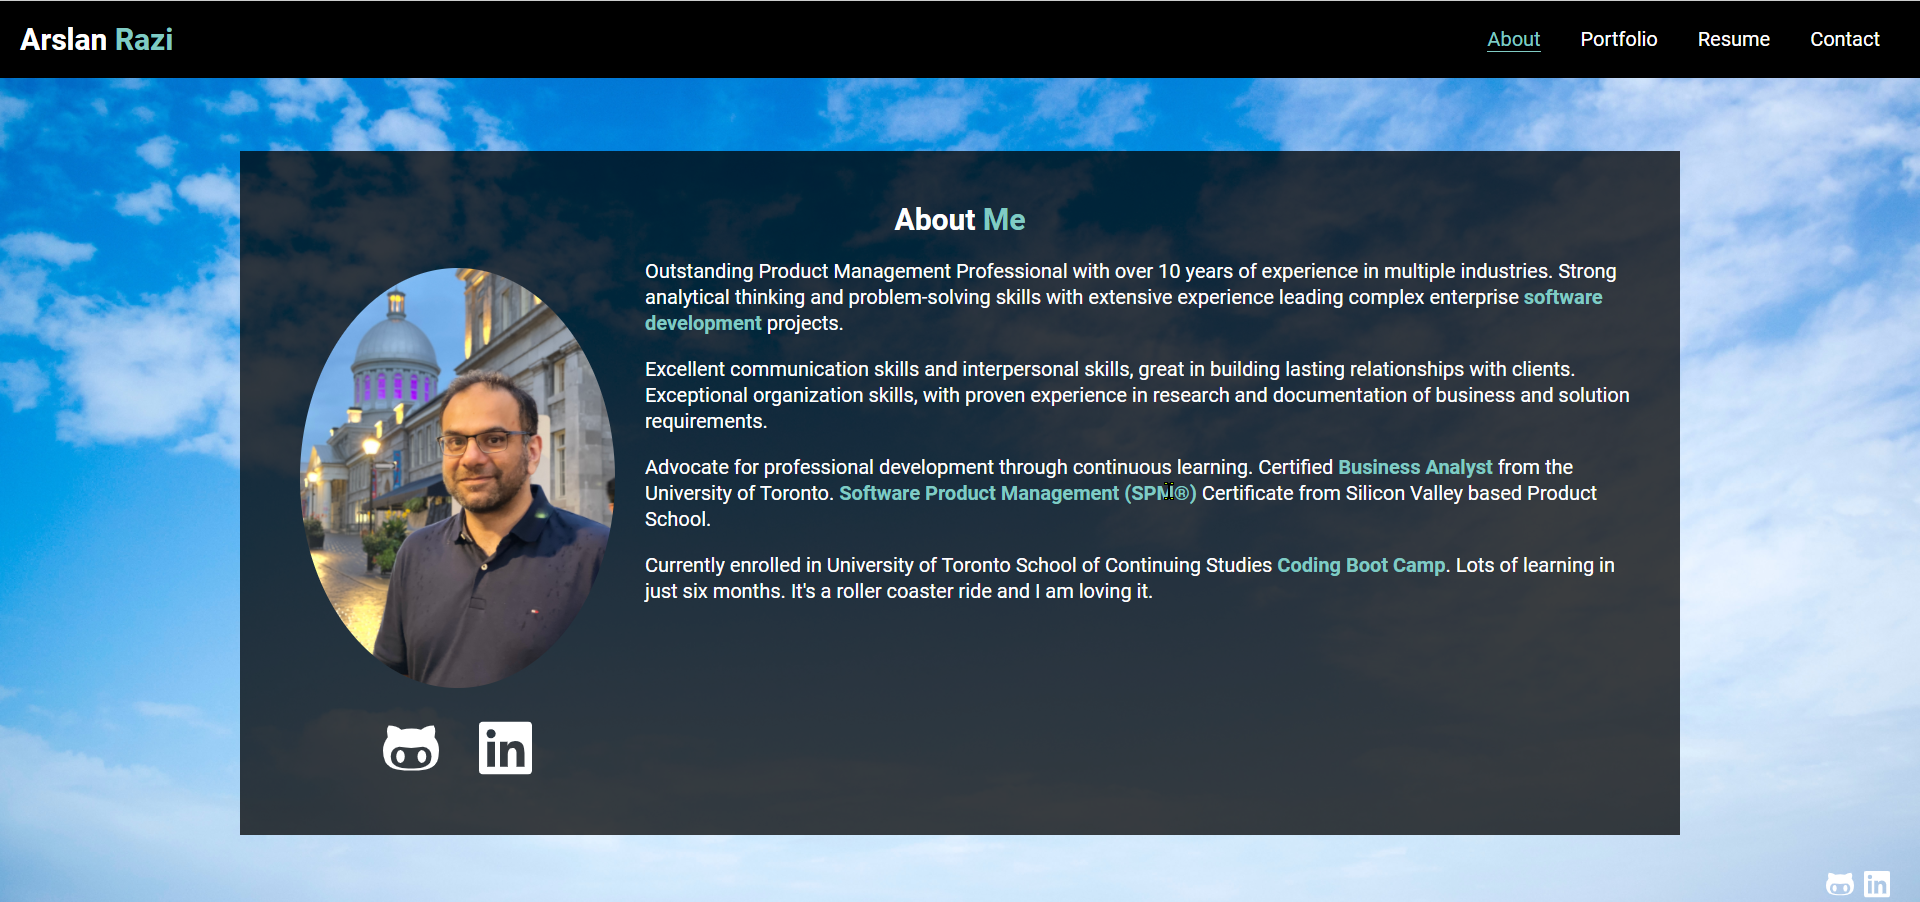 Arslan Razi
About Portfolio Resume Contact
About Me
Outstanding Product Management Professional with over 10 years of experience in multiple industries. Strong
analytical thinking and problem-solving skills with extensive experience leading complex enterprise software
development projects.
Excellent communication skills and interpersonal skills, great in building lasting relationships with clients.
Exceptional organization skills, with proven experience in research and documentation of business and solution
requirements.
Advocate for professional development through continuous learning. Certified Business Analyst from the
University of Toronto. Software Product Management (SPM®) Certificate from Silicon Valley based Product
School.
Currently enrolled in University of Toronto School of Continuing Studies Coding Boot Camp. Lots of learning in
just six months. It's a roller coaster ride and I am loving it.
in
in